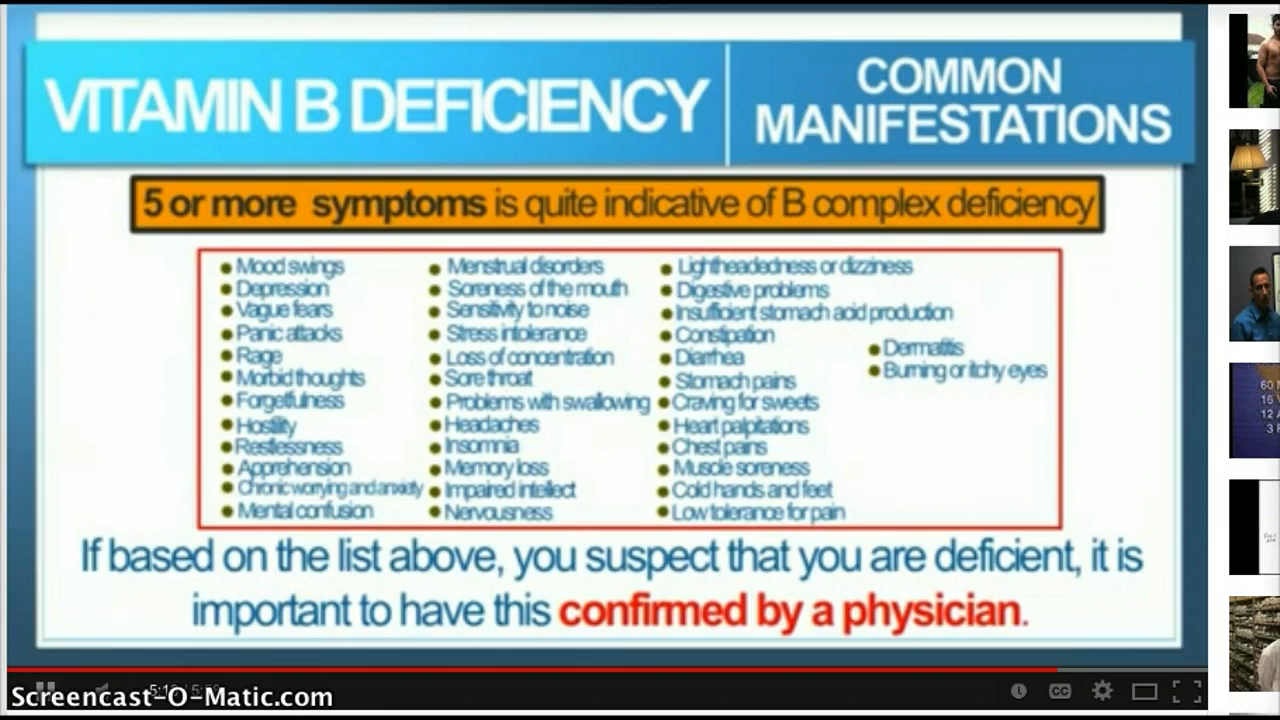 VITAMIN B DEFICIENCY
COMMON
MANIFESTATIONS
5 or more symptoms is quite indicative of B complex deficiency
Mood swings
Depression
Vague fears
Panic attacks
Rage
Morbid thoughts
Forgetfulness
Hostility
Restlessness
Apprehension
Chronic worrying and anxiety
Mental confusion
Menstrual disorders
Soreness of the mouth
Sensitivity to noise
Stress intolerance
Loss of concentration
Sore throat
Problems with swallowing
Headaches
Insomnia
Memory loss
Impaired intellect
Nervousness
Lightheadedness or dizziness
Digestive problems
Insufficient stomach acid production
Constipation
Diarrhea
Stomach pains
Craving for sweets
Heart palpitations
Chest pains
Muscle soreness
Cold hands and feet
Low tolerance for pain
Dermatitis
Burning or itchy eyes
If based on the list above, you suspect that you are deficient, it is
important to have this confirmed by a physician.
CC
Screencast-O-Matic.com
60
16
12
3